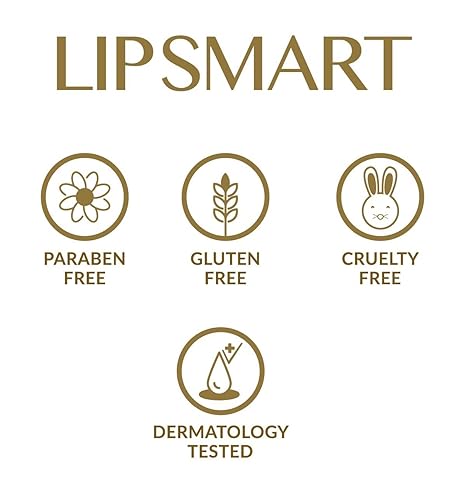 LIPSMART
PARABEN
FREE
GLUTEN
FREE
CRUELTY
FREE
DERMATOLOGY
TESTED